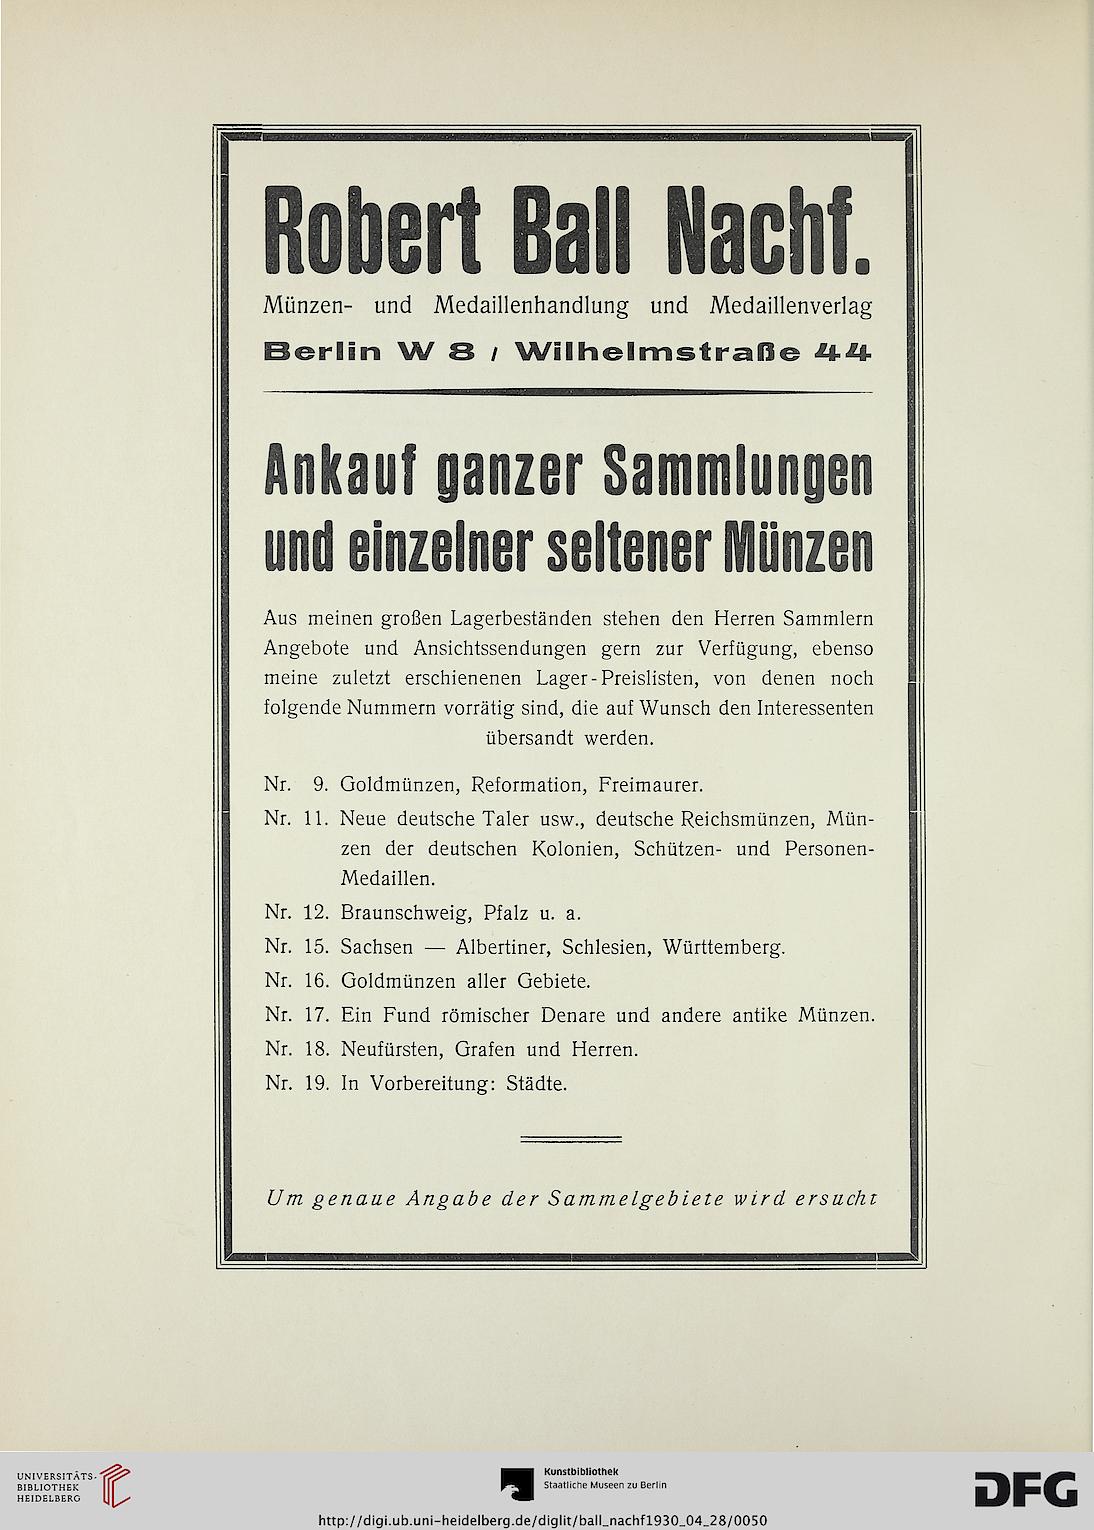 Robert Ball Nachf.
Münzen- und Medaillenhandlung und Medaillenverlag
Berlin W 8 / Wilhelmstraße 44
Ankauf ganzer Sammlungen
und einzelner seltener Münzen
Aus meinen großen Lagerbeständen stehen den Herren Sammlern
Angebote und Ansichtssendungen gern zur Verfügung, ebenso
meine zuletzt erschienenen Lager-Preislisten, von denen noch
folgende Nummern vorrätig sind, die auf Wunsch den Interessenten
übersandt werden.
Nr. 9. Goldmünzen, Reformation, Freimaurer.
Nr. 11. Neue deutsche Taler usw., deutsche Reichsmünzen, Mün-
zen der deutschen Kolonien, Schützen- und Personen-
Medaillen.
Nr. 12. Braunschweig, Pfalz u. a.
Nr. 15. Sachsen — Albertiner, Schlesien, Württemberg.
Nr. 16. Goldmünzen aller Gebiete.
Nr. 17. Ein Fund römischer Denare und andere antike Münzen.
Nr. 18. Neufürsten, Grafen und Herren.
Nr. 19. In Vorbereitung: Städte.
Um genaue Angabe der Sammelgebiete wird ersucht
UNIVERSITÄTS-
BIBLIOTHEK
HEIDELBERG
Kunstbibliothek
Staatliche Museen zu Berlin
DFG
http://digi.ub.uni-heidelberg.de/diglit/ball_nachf1930_04_28/0050